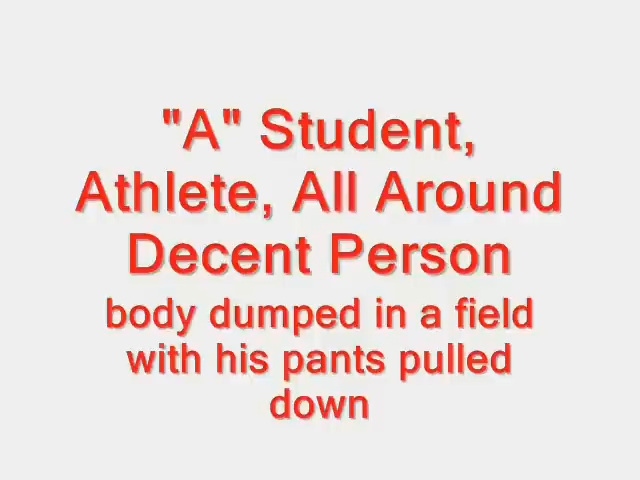 "A" Student,
Athlete, All Around
Decent Person
body dumped in a field
with his pants pulled
down